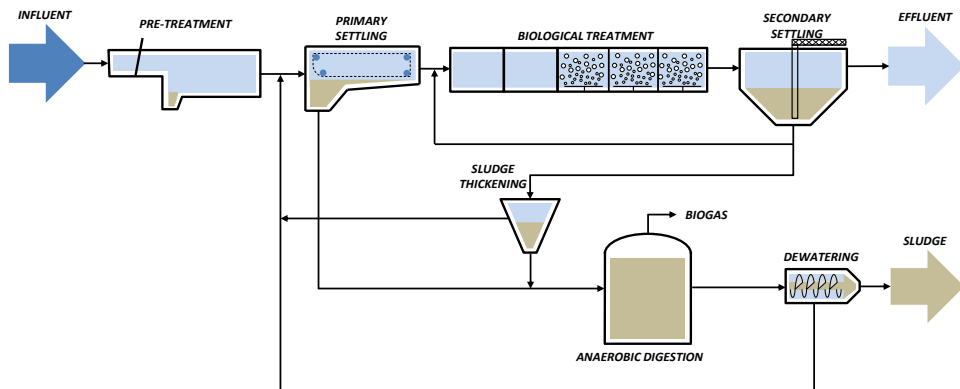 INFLUENT
PRE-TREATMENT
PRIMARY
SETTLING
BIOLOGICAL TREATMENT
SECONDARY
SETTLING
EFFLUENT
SLUDGE
THICKENING
BIOGAS
DEWATERING
SLUDGE
ANAEROBIC DIGESTION